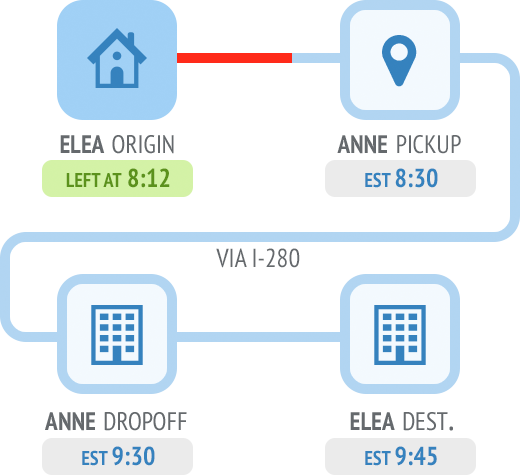 ELEA ORIGIN
LEFT AT 8:12
ANNE PICKUP
EST 8:30
VIA I-280
ANNE DROPOFF
EST 9:30
ELEA DEST.
EST 9:45